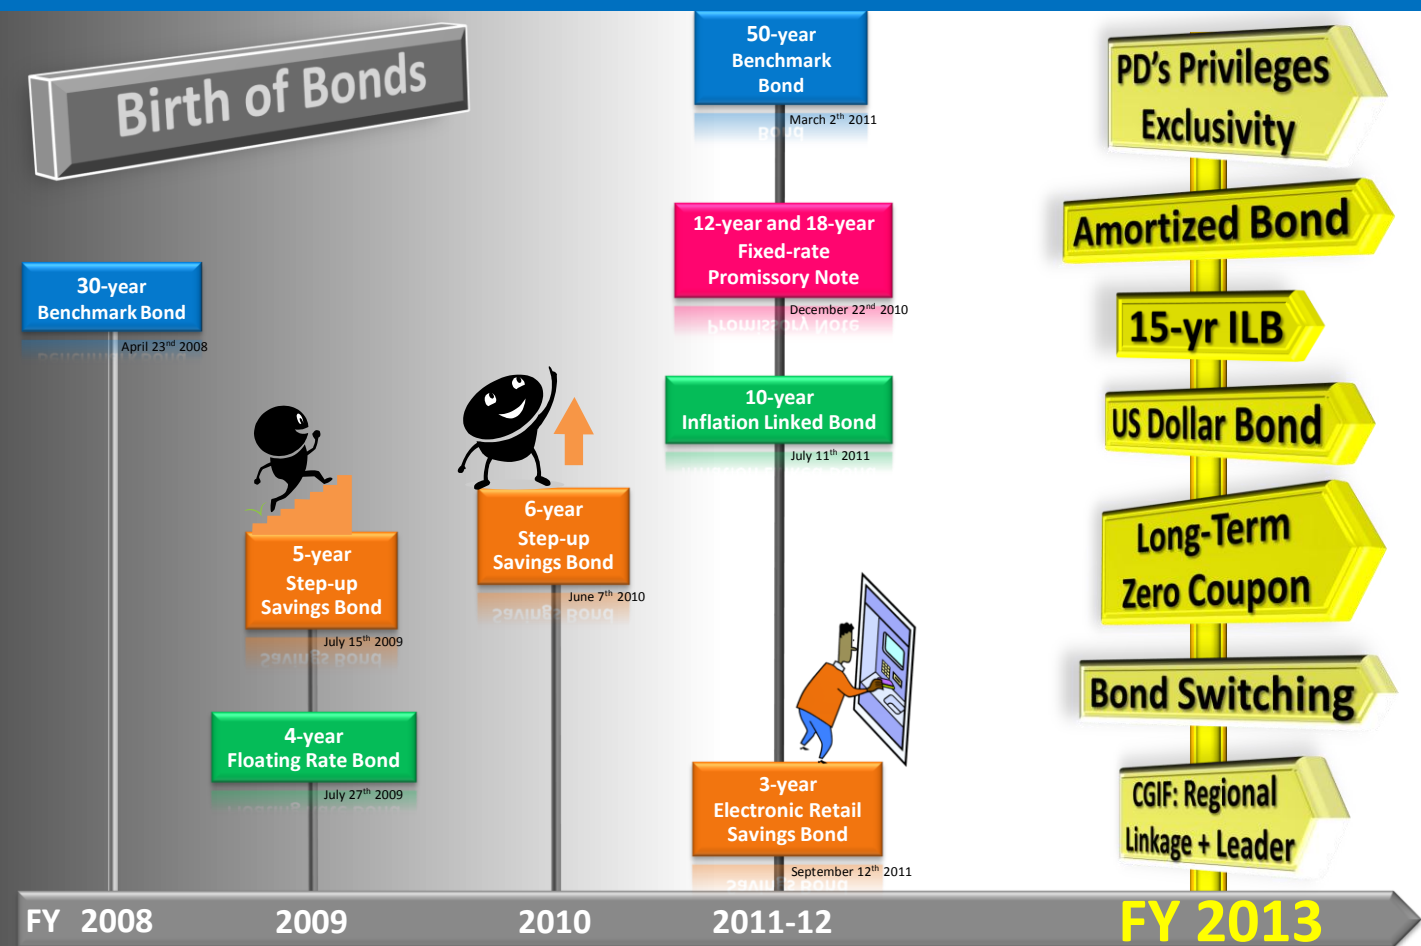 Birth of Bonds
30-year
Benchmark Bond
April 23nd 2008
5-year
Step-up
Savings Bond
July 15th 2009
4-year
Floating Rate Bond
July 27th 2009
6-year
Step-up
Savings Bond
June 7th 2010
50-year
Benchmark
Bond
March 2th 2011
12-year and 18-year
Fixed-rate
Promissory Note
December 22nd 2010
10-year
Inflation Linked Bond
July 11th 2011
3-year
Electronic Retail
Savings Bond
September 12th 2011
PD's Privileges
Exclusivity
Amortized Bond
15-yr ILB
US Dollar Bond
Long-Term
Zero Coupon
Bond Switching
CGIF: Regional
Linkage + Leader
FY 2008 2009 2010 2011-12 FY 2013